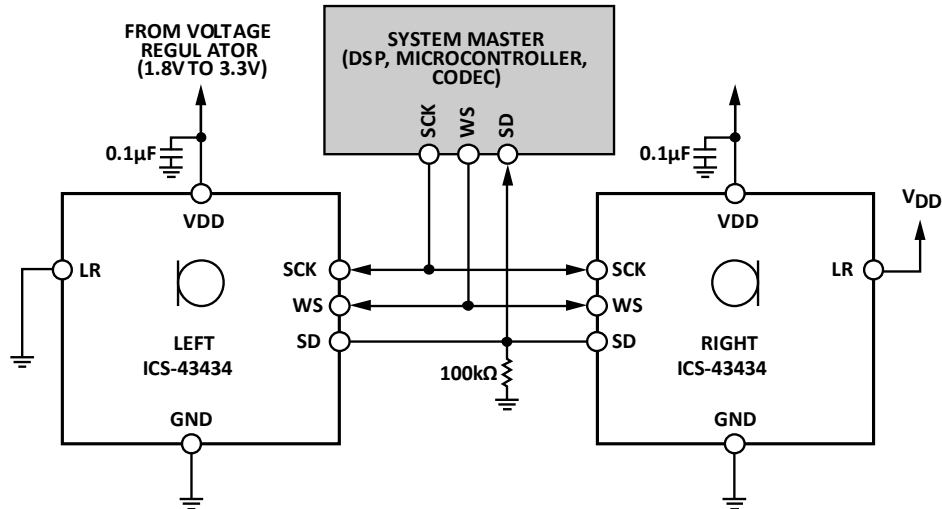 FROM VOLTAGE
REGUL ATOR
(1.8V TO 3.3V)
0.1µF
SYSTEM MASTER
(DSP, MICROCONTROLLER,
CODEC)
SCK
WS
SD
0.1µF
VDD
LR
SCK
WS
SD
LEFT
ICS-43434
GND
100kΩ
VDD
VDD
SCK
WS
SD
LR
RIGHT
ICS-43434
GND